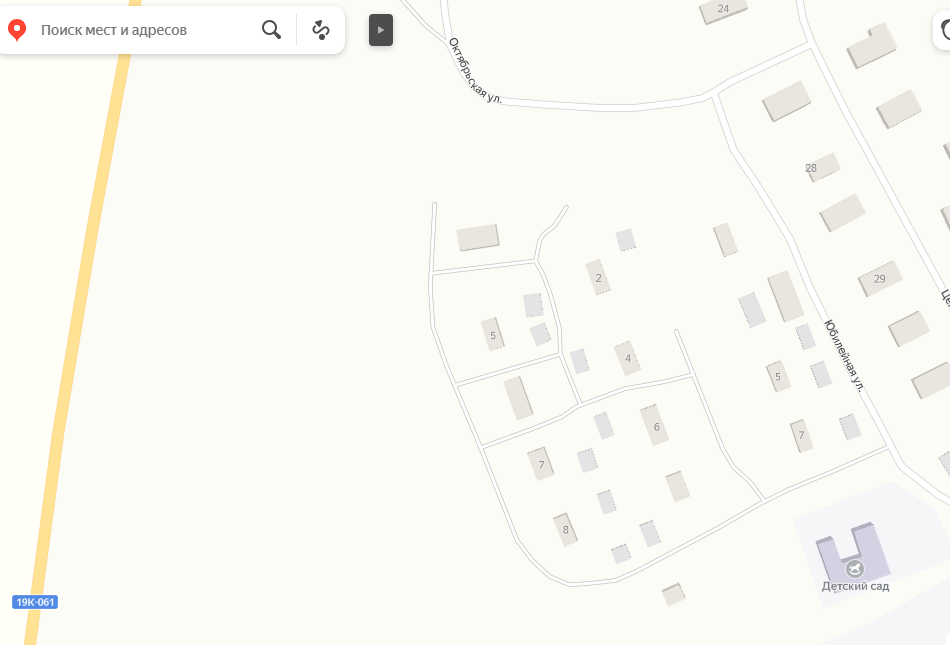 Поиск мест и адресов
24
Октябрьская ул.
28
2
29
Це
5
4
Юбилейная ул.
5
6
7
7
8
Детский сад
19К-061